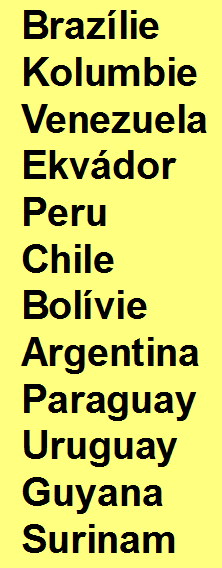 Brazílie
Kolumbie
Venezuela
Ekvádor
Peru
Chile
Bolívie
Argentina
Paraguay
Uruguay
Guyana
Surinam